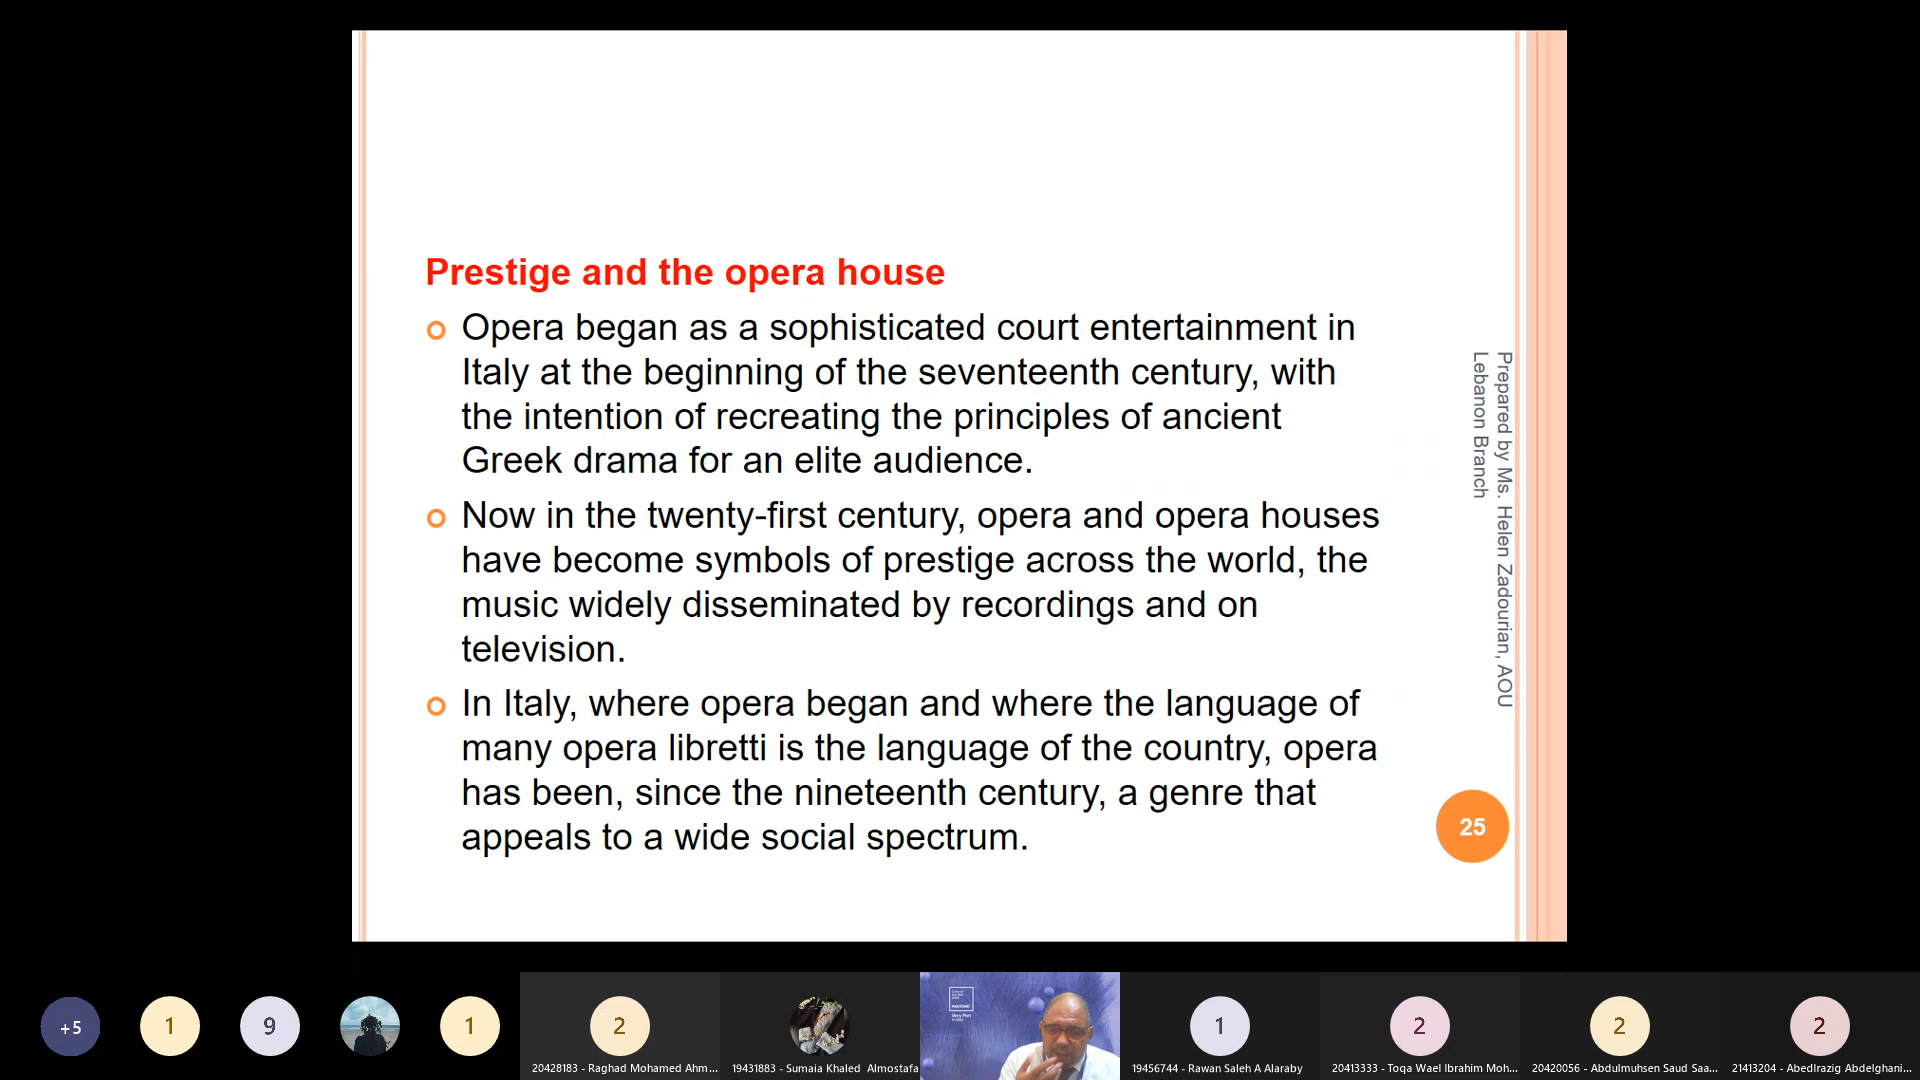 Prestige and the opera house
Opera began as a sophisticated court entertainment in
Italy at the beginning of the seventeenth century, with
the intention of recreating the principles of ancient
Greek drama for an elite audience.
Now in the twenty-first century, opera and opera houses
have become symbols of prestige across the world, the
music widely disseminated by recordings and on
television.
In Italy, where opera began and where the language of
many opera libretti is the language of the country, opera
has been, since the nineteenth century, a genre that
appeals to a wide social spectrum.
Prepared by Ms. Helen Zadourian, AOU
Lebanon Branch
25
+5
1
9
1
2
20428183 - Raghad Mohamed Ahm...
19431883 - Sumaia Khaled Almostafa
PANTONE
Very Peri
1
19456744 - Rawan Saleh A Alaraby
2
20413333 - Toqa Wael Ibrahim Moh...
2
20420056 - Abdulmuhsen Saud Saa...
2
21413204 - AbedIrazig Abdelghani...